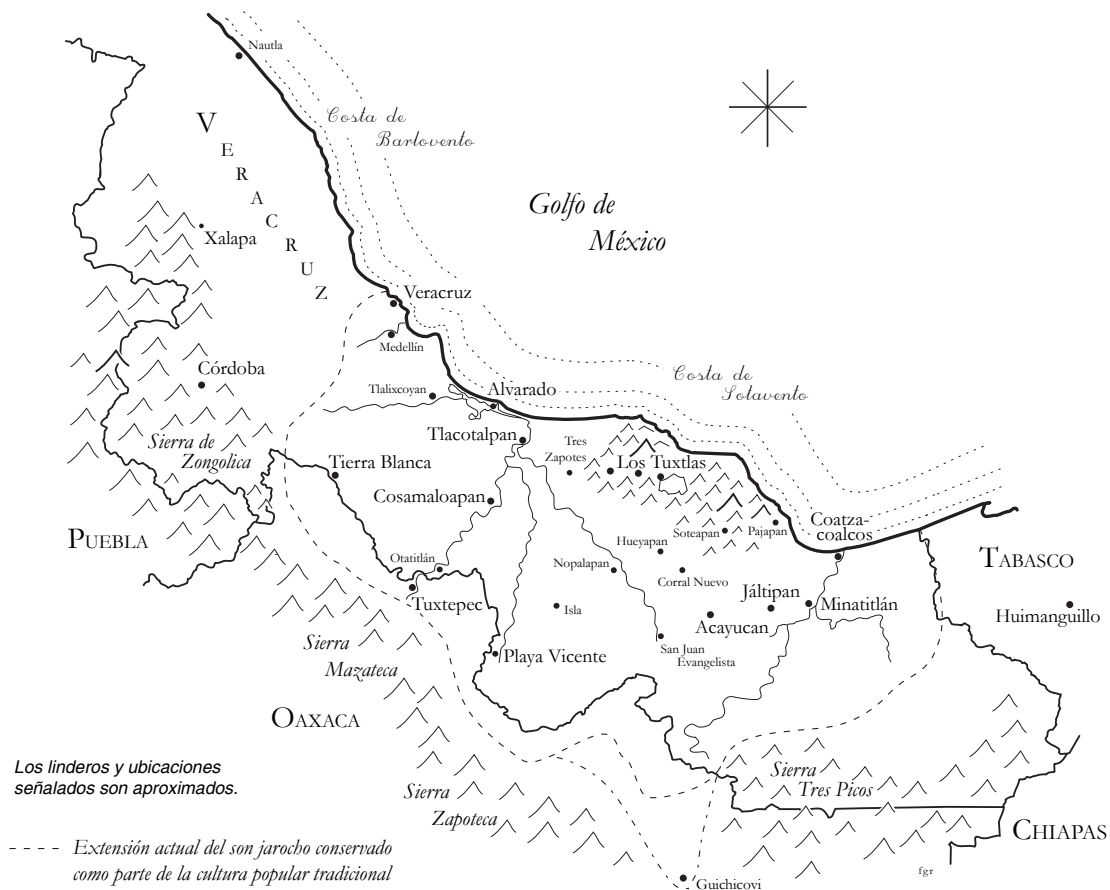 Nautla
Costa de
Barlovento
VERACRUZ
Golfo de
México
Xalapa
Veracruz
Medellín
Costa de
Sotavento
Córdoba
Tlalixcoyan
Alvarado
Tlacotalpan
Sierra de
Zongolica
Tierra Blanca
Tres
Zapotes
Los Tuxtlas
Cosamaloapan
PUEBLA
Soteapan
Pajapan
Coatza-
coalcos
Hueyapan
TABASCO
Otatitlán
Nopalapan
Corral Nuevo
Tuxtepec
Isla
Jáltipan
Minatitlán
Huimanguillo
Acayucan
Sierra
Mazateca
Playa Vicente
San Juan
Evangelista
OAXACA
Los linderos y ubicaciones
señalados son aproximados.
Sierra
Tres Picos
Sierra
Zapoteca
CHIAPAS
Extensión actual del son jarocho conservado
como parte de la cultura popular tradicional
fgr
Guichicovi